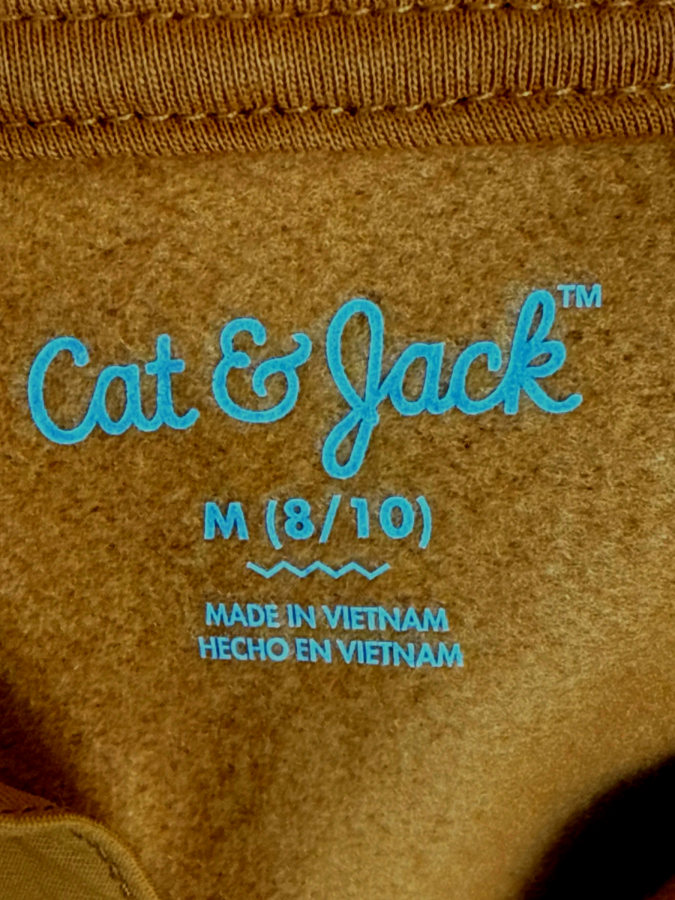 Cat & Jack™
M (8/10)
MADE IN VIETNAM
HECHO EN VIETNAM